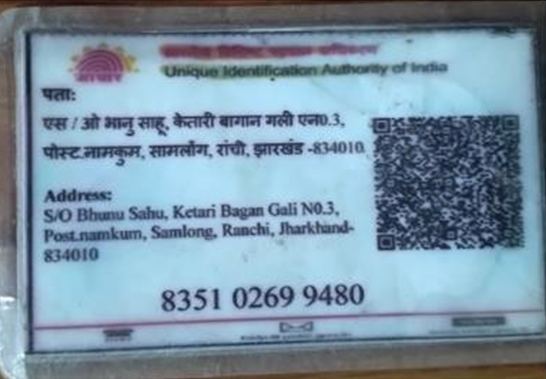 Unique Identification Authority of India
पता:
एस / ओ भानु साहू, केतारी बागान गली एन0.3,
पोस्ट.नामकुम, सामलौंग, रांची, झारखंड -834010
Address:
S/O Bhunu Sahu, Ketari Bagan Gali N0.3,
Post.namkum, Samlong, Ranchi, Jharkhand-
834010
8351 0269 9480